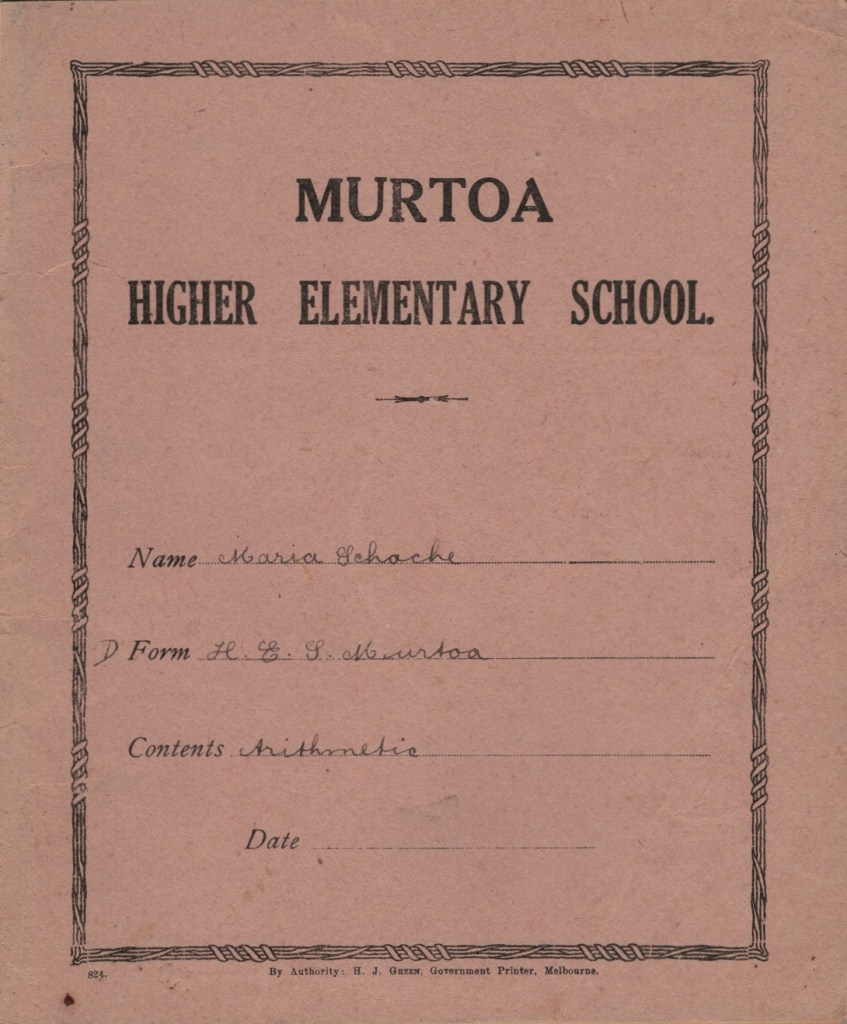 MURTOA
HIGHER ELEMENTARY SCHOOL.
Name Maria Schache
D Form H. E. S. Murtoa
Contents Arithmetic
Date
824. By Authority: H. J. GREEN, Government Printer, Melbourne.